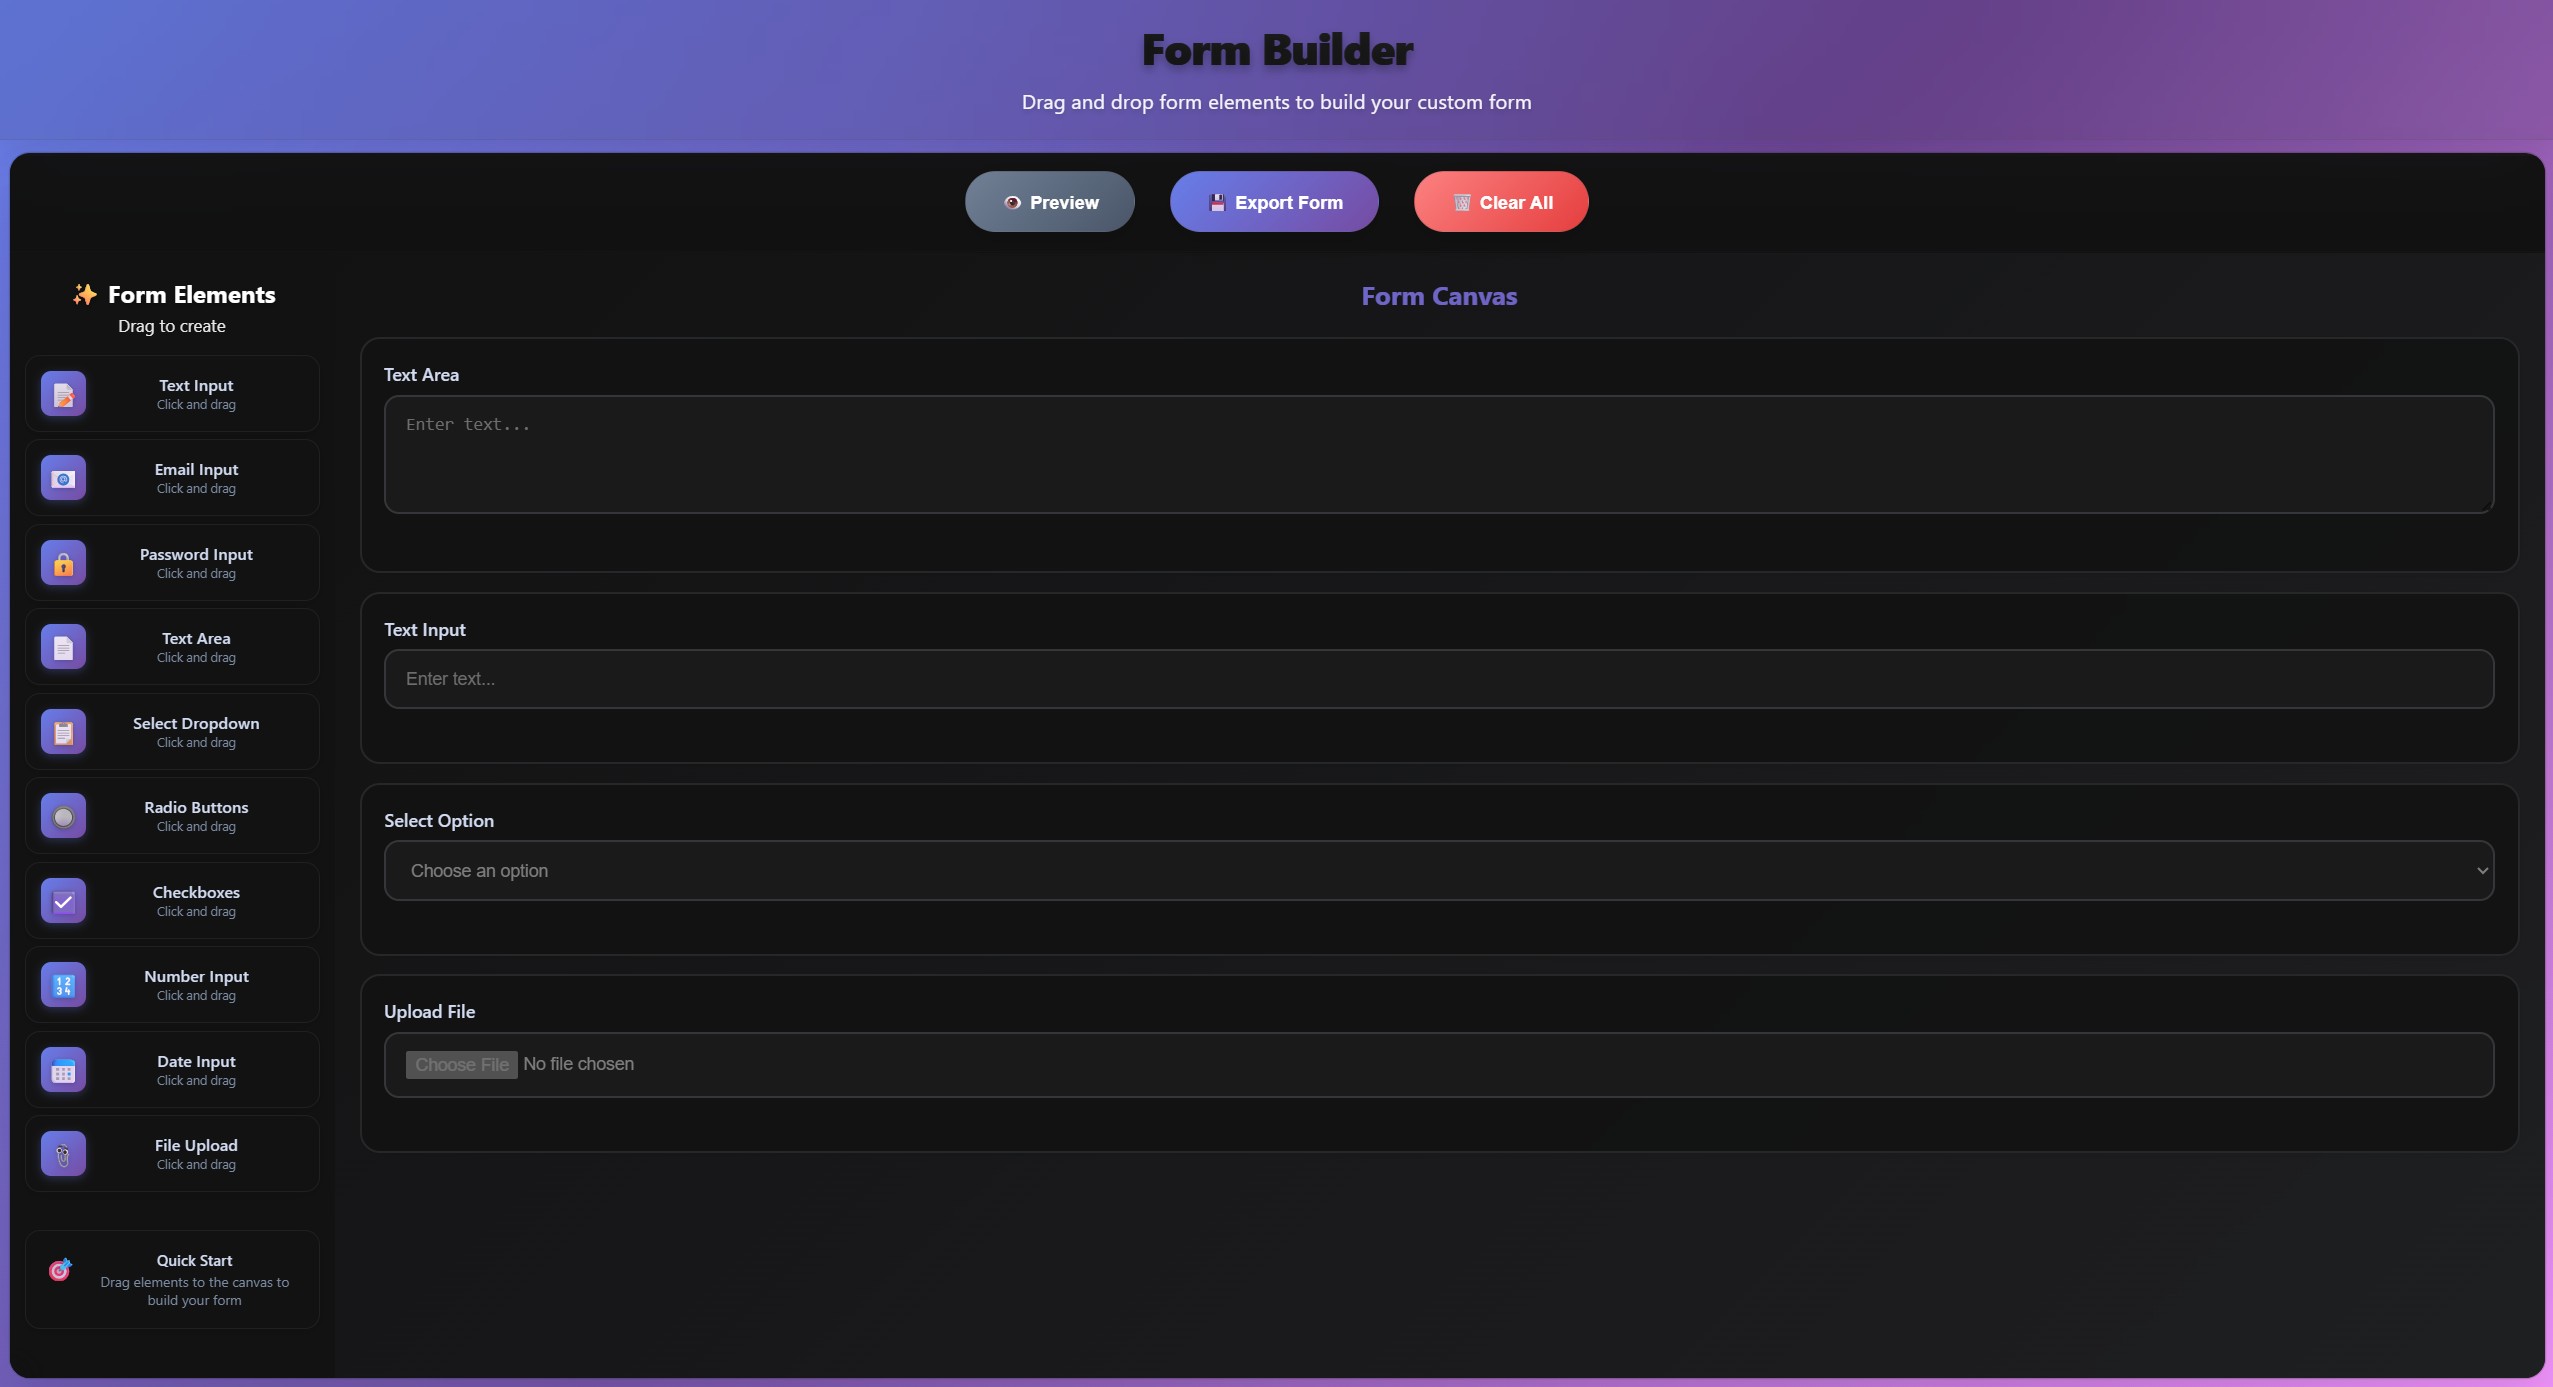 Form Builder
Drag and drop form elements to build your custom form
Preview
Export Form
Clear All
✨ Form Elements
Drag to create
Text Input
Click and drag
Email Input
Click and drag
Password Input
Click and drag
Text Area
Click and drag
Select Dropdown
Click and drag
Radio Buttons
Click and drag
Checkboxes
Click and drag
Number Input
Click and drag
Date Input
Click and drag
File Upload
Click and drag
Quick Start
Drag elements to the canvas to
build your form
Form Canvas
Text Area
Enter text...
Text Input
Enter text...
Select Option
Choose an option
Upload File
Choose File No file chosen